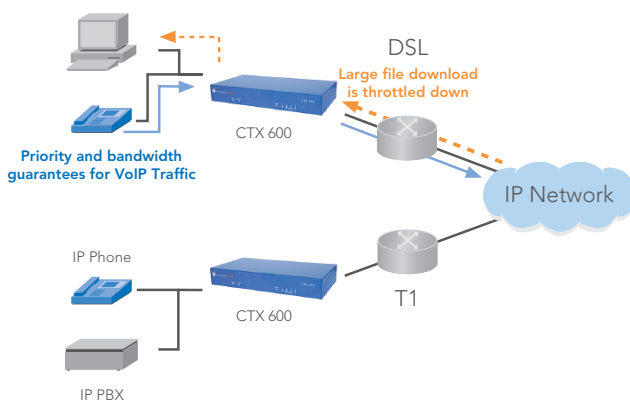 DSL
Large file download
is throttled down
CTX 600
Priority and bandwidth
guarantees for VoIP Traffic
IP Network
IP Phone
CTX 600
T1
IP PBX